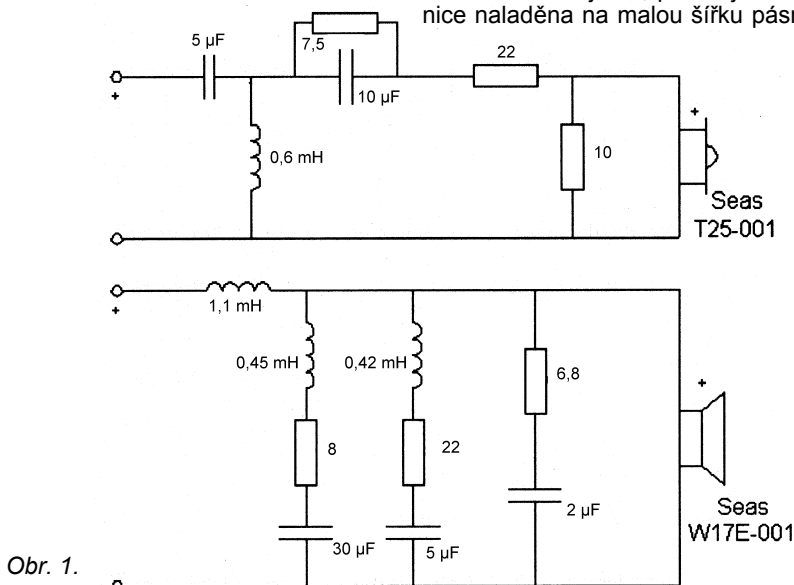 nice naladěna na malou šířku
5 µF
7,5
10 µF
22
+
0,6 mH
10
+
Seas
T25-001
+
1,1 mH
0,45 mH
0,42 mH
6,8
+
8
22
30 µF
5 µF
2 µF
Seas
W17E-001
Obr. 1.